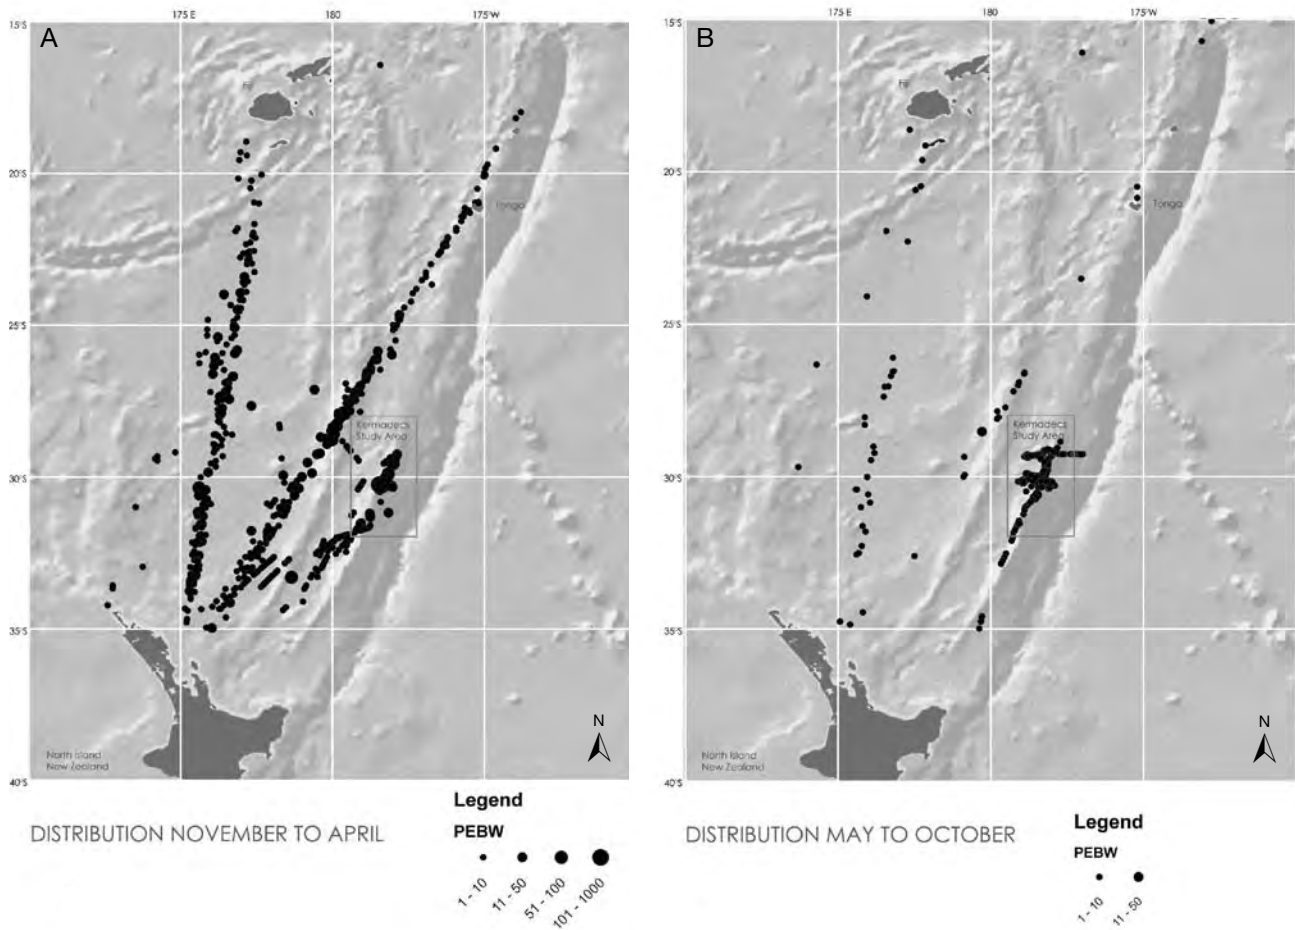 175 E 180 175°W
15°S
A
Fiji
20°S
Tonga
25°S
Kermadecs
Study Area
30°S
35°S
N
North Island
New Zealand
40°S
DISTRIBUTION NOVEMBER TO APRIL
Legend
PEBW
1 - 10
11 - 50
51 - 100
101 - 1000
175 E 180 175°W
15°S
B
20°S
Tonga
25°S
Kermadecs
Study Area
30°S
35°S
N
North Island
New Zealand
40°S
DISTRIBUTION MAY TO OCTOBER
Legend
PEBW
1 - 10
11 - 50